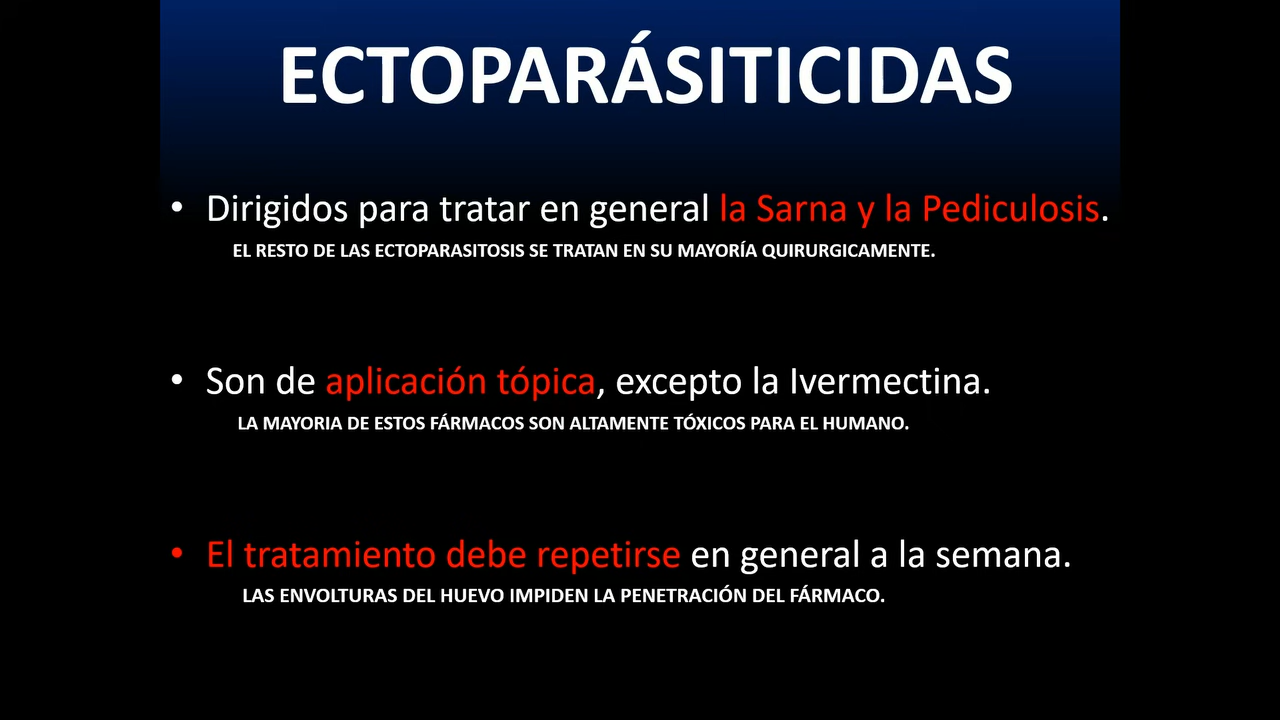 ECTOPARÁSITICIDAS
• Dirigidos para tratar en general la Sarna y la Pediculosis.
EL RESTO DE LAS ECTOPARASITOSIS SE TRATAN EN SU MAYORÍA QUIRURGICAMENTE.
• Son de aplicación tópica, excepto la Ivermectina.
LA MAYORIA DE ESTOS FÁRMACOS SON ALTAMENTE TÓXICOS PARA EL HUMANO.
• El tratamiento debe repetirse en general a la semana.
LAS ENVOLTURAS DEL HUEVO IMPIDEN LA PENETRACIÓN DEL FÁRMACO.